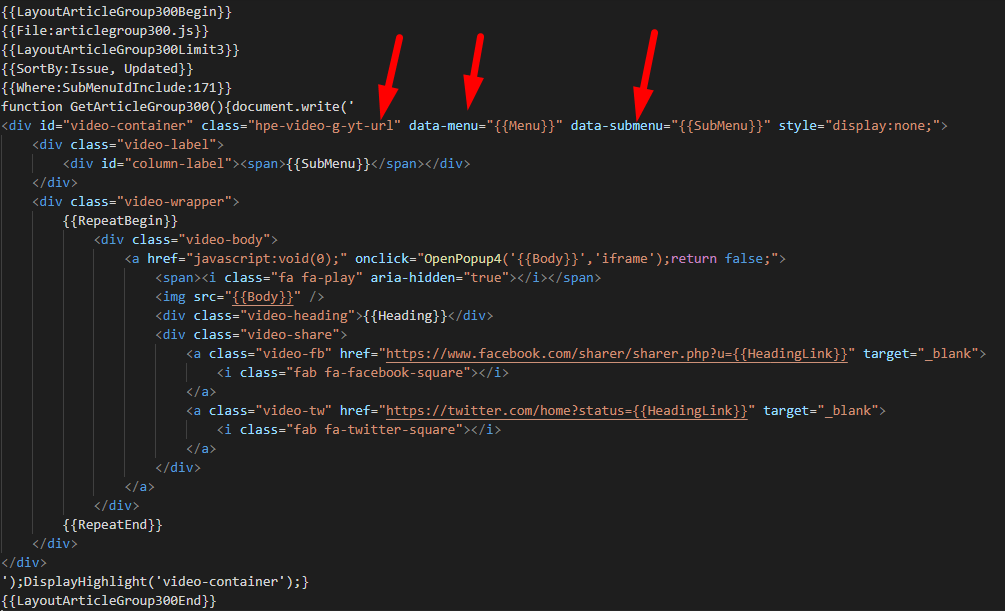 {{LayoutArticleGroup300Begin}}
{{File:articlegroup300.js}}
{{LayoutArticleGroup300Limit3}}
{{SortBy:Issue, Updated}}
{{Where:SubMenuIdInclude:171}}
function GetArticleGroup300(){document.write('
<div id="video-container" class="hpe-video-g-yt-url" data-menu="{{Menu}}" data-submenu="{{SubMenu}}" style="display:none;">
<div class="video-label">
<div id="column-label"><span>{{SubMenu}}</span></div>
</div>
<div class="video-wrapper">
{{RepeatBegin}}
<div class="video-body">
<a href="javascript:void(0);" onclick="OpenPopup4('{{Body}}','iframe');return false;">
<span><i class="fa fa-play" aria-hidden="true"></i></span>
<img src="{{Body}}" />
<div class="video-heading">{{Heading}}</div>
<div class="video-share">
<a class="video-fb" href="https://www.facebook.com/sharer/sharer.php?u={{HeadingLink}}" target="_blank">
<i class="fab fa-facebook-square"></i>
</a>
<a class="video-tw" href="https://twitter.com/home?status={{HeadingLink}}" target="_blank">
<i class="fab fa-twitter-square"></i>
</a>
</div>
</a>
</div>
{{RepeatEnd}}
</div>
</div>
');DisplayHighlight('video-container');}
{{LayoutArticleGroup300End}}